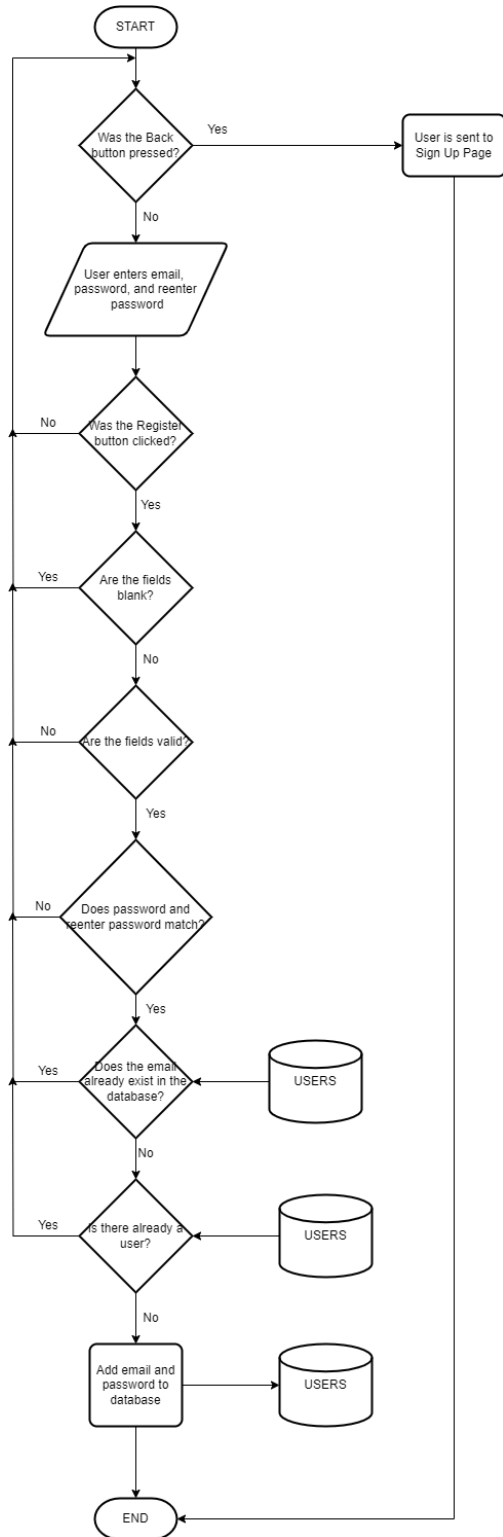 START
Was the Back
button pressed?
Yes
User is sent to
Sign Up Page
No
User enters email,
password, and reenter
password
Was the Register
button clicked?
No
Yes
Are the fields
blank?
Yes
No
Are the fields valid?
No
Yes
Does password and
reenter password match?
No
Yes
Does the email
already exist in the
database?
Yes
USERS
No
Is there already a
user?
Yes
USERS
No
Add email and
password to
database
USERS
END